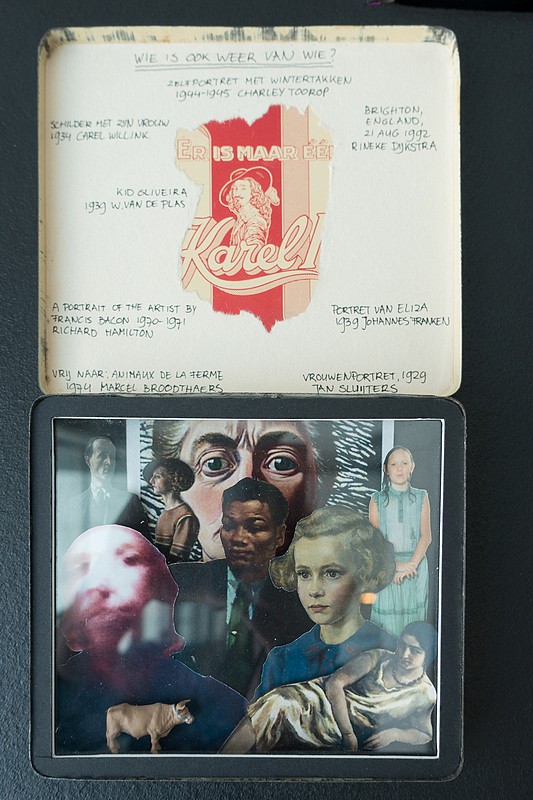 WIE IS OOK WEER VAN WIE?
ZELFPORTRET MET WINTERTAKKEN
1944-1945 CHARLEY TOOROP
SCHILDER MET ZIJN VROUW
1934 CAREL WILLINK
BRIGHTON,
ENGLAND,
21 AUG 1992
RINEKE DIJKSTRA
ER IS MAAR ÉÉ
Karel I
KID OLIVEIRA
1939 W. VAN DE PLAS
A PORTRAIT OF THE ARTIST BY
FRANCIS BACON 1970-1971
RICHARD HAMILTON
PORTRET VAN ELIZA
1939 JOHANNES FRANKEN
VRIJ NAAR: ANIMAUX DE LA FERME
1974 MARCEL BROODTHAERS
VROUWENPORTRET, 1929
JAN SLUIJTERS